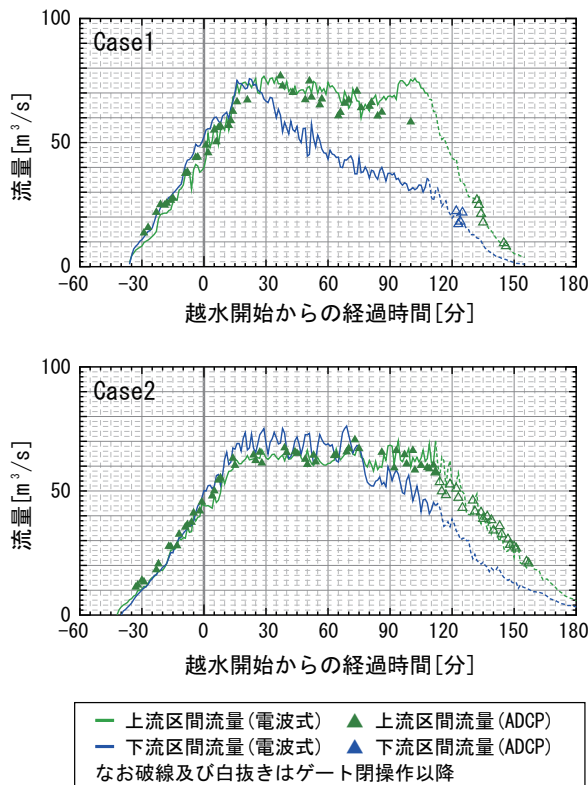 Case1
流量[m³/s]
100
50
0
-60 -30 0 30 60 90 120 150 180
越水開始からの経過時間[分]
Case2
流量[m³/s]
100
50
0
-60 -30 0 30 60 90 120 150 180
越水開始からの経過時間[分]
上流区間流量(電波式) 上流区間流量(ADCP)
下流区間流量(電波式) 下流区間流量(ADCP)
なお破線及び白抜きはゲート閉操作以降